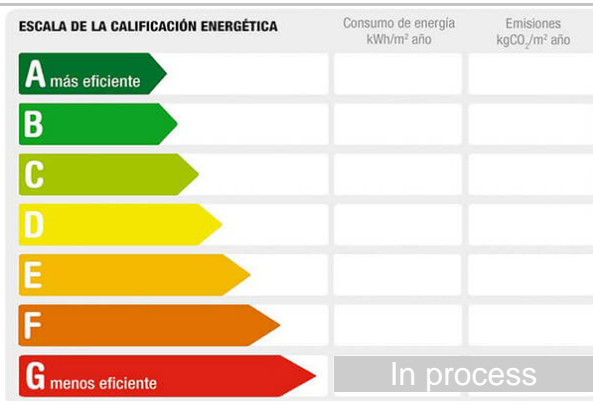 ESCALA DE LA CALIFICACIÓN ENERGÉTICA
Consumo de energía
kWh/m² año
Emisiones
kgCO₂/m² año
A más eficiente
B
C
D
E
F
G menos eficiente
In process